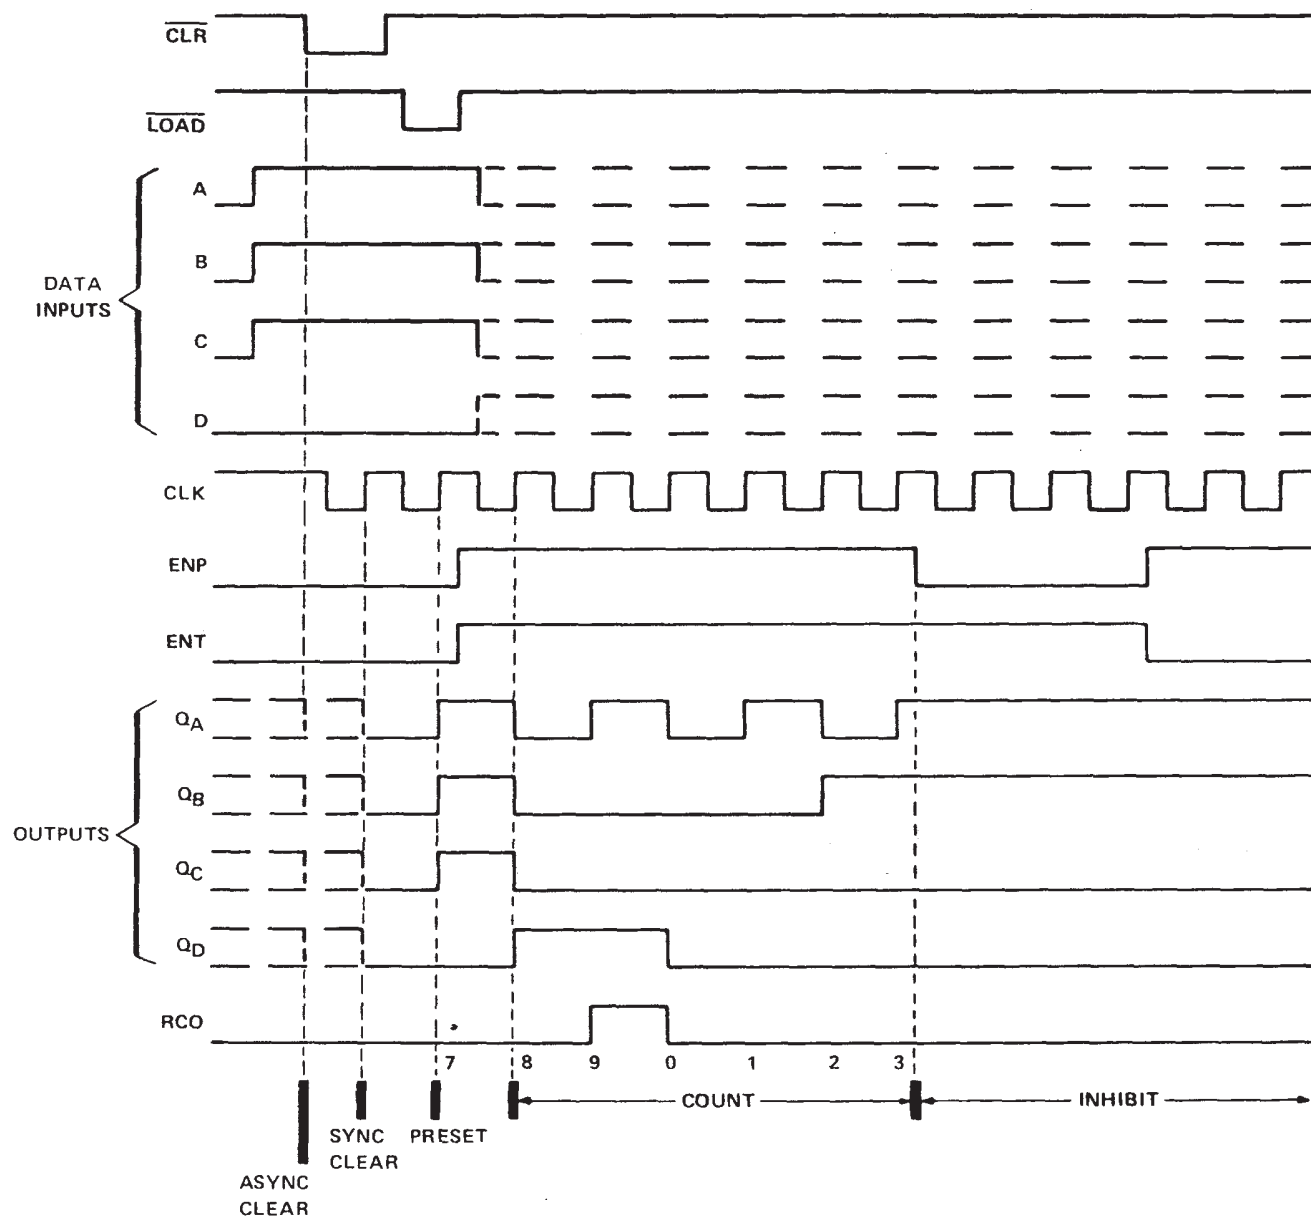 CLR
LOAD
A
B
DATA
INPUTS
C
D
CLK
ENP
ENT
QA
QB
OUTPUTS
QC
QD
RCO
7 8 9 0 1 2 3
COUNT INHIBIT
SYNC
CLEAR
PRESET
ASYNC
CLEAR